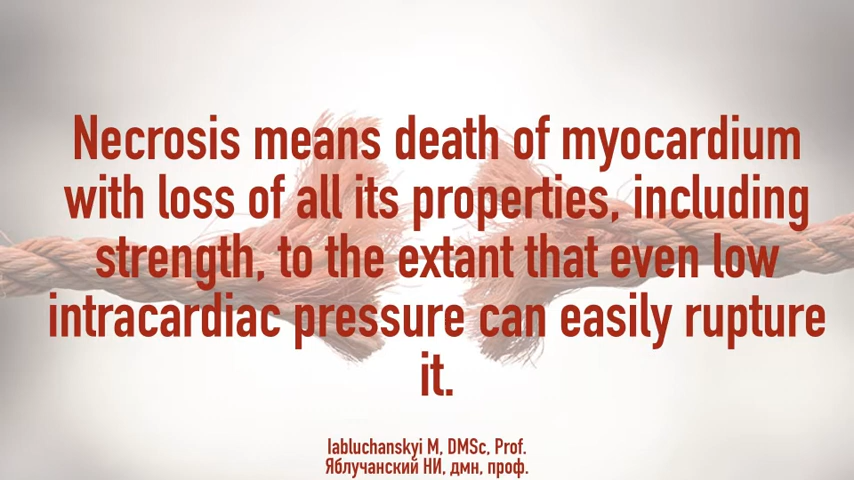 Necrosis means death of myocardium
with loss of all its properties, including
strength, to the extant that even low
intracardiac pressure can easily rupture
it.
Iabluchanskyi M, DMSc, Prof.
Яблучанский НИ, дмн, проф.